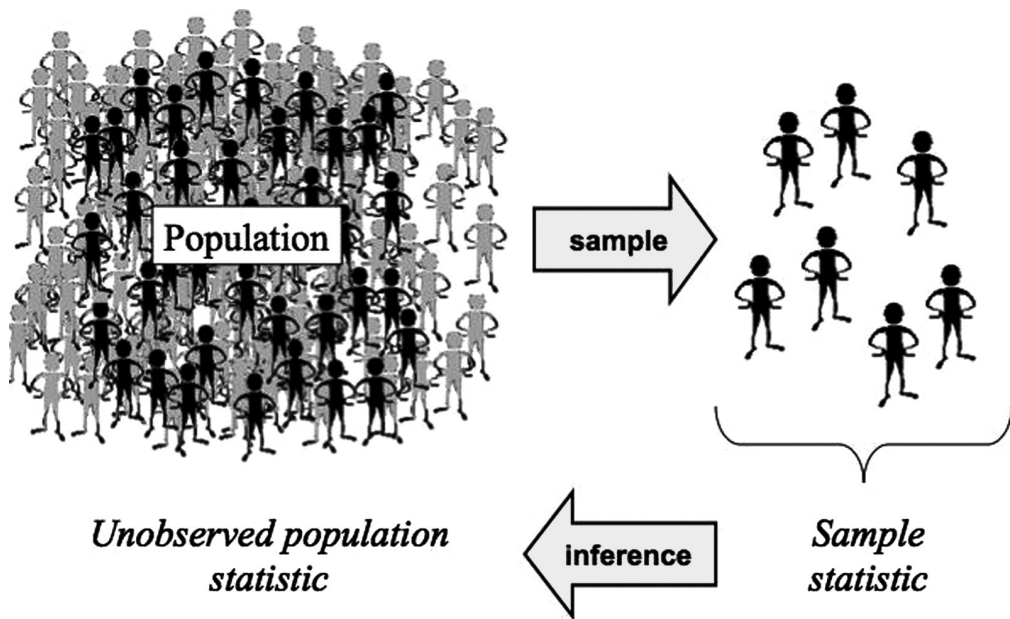 Population
sample
Unobserved population
statistic
inference
Sample
statistic